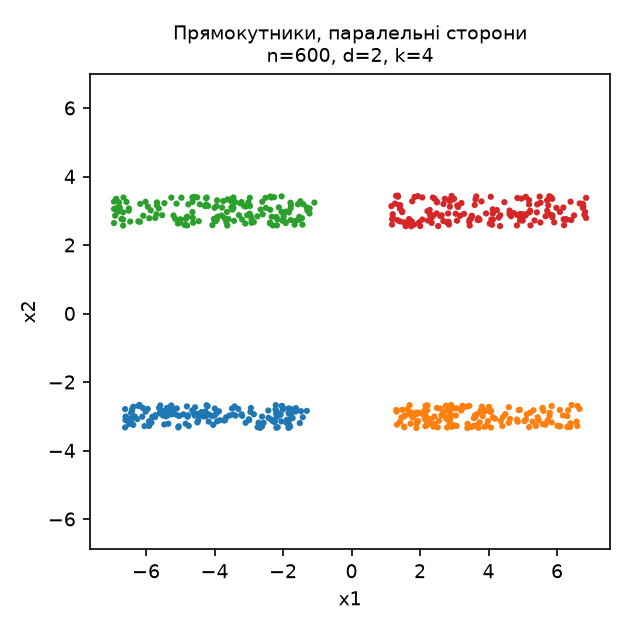 Прямокутники, паралельні сторони
n=600, d=2, k=4
6
4
2
0
−2
−4
−6
x2
−6 −4 −2 0 2 4 6
x1